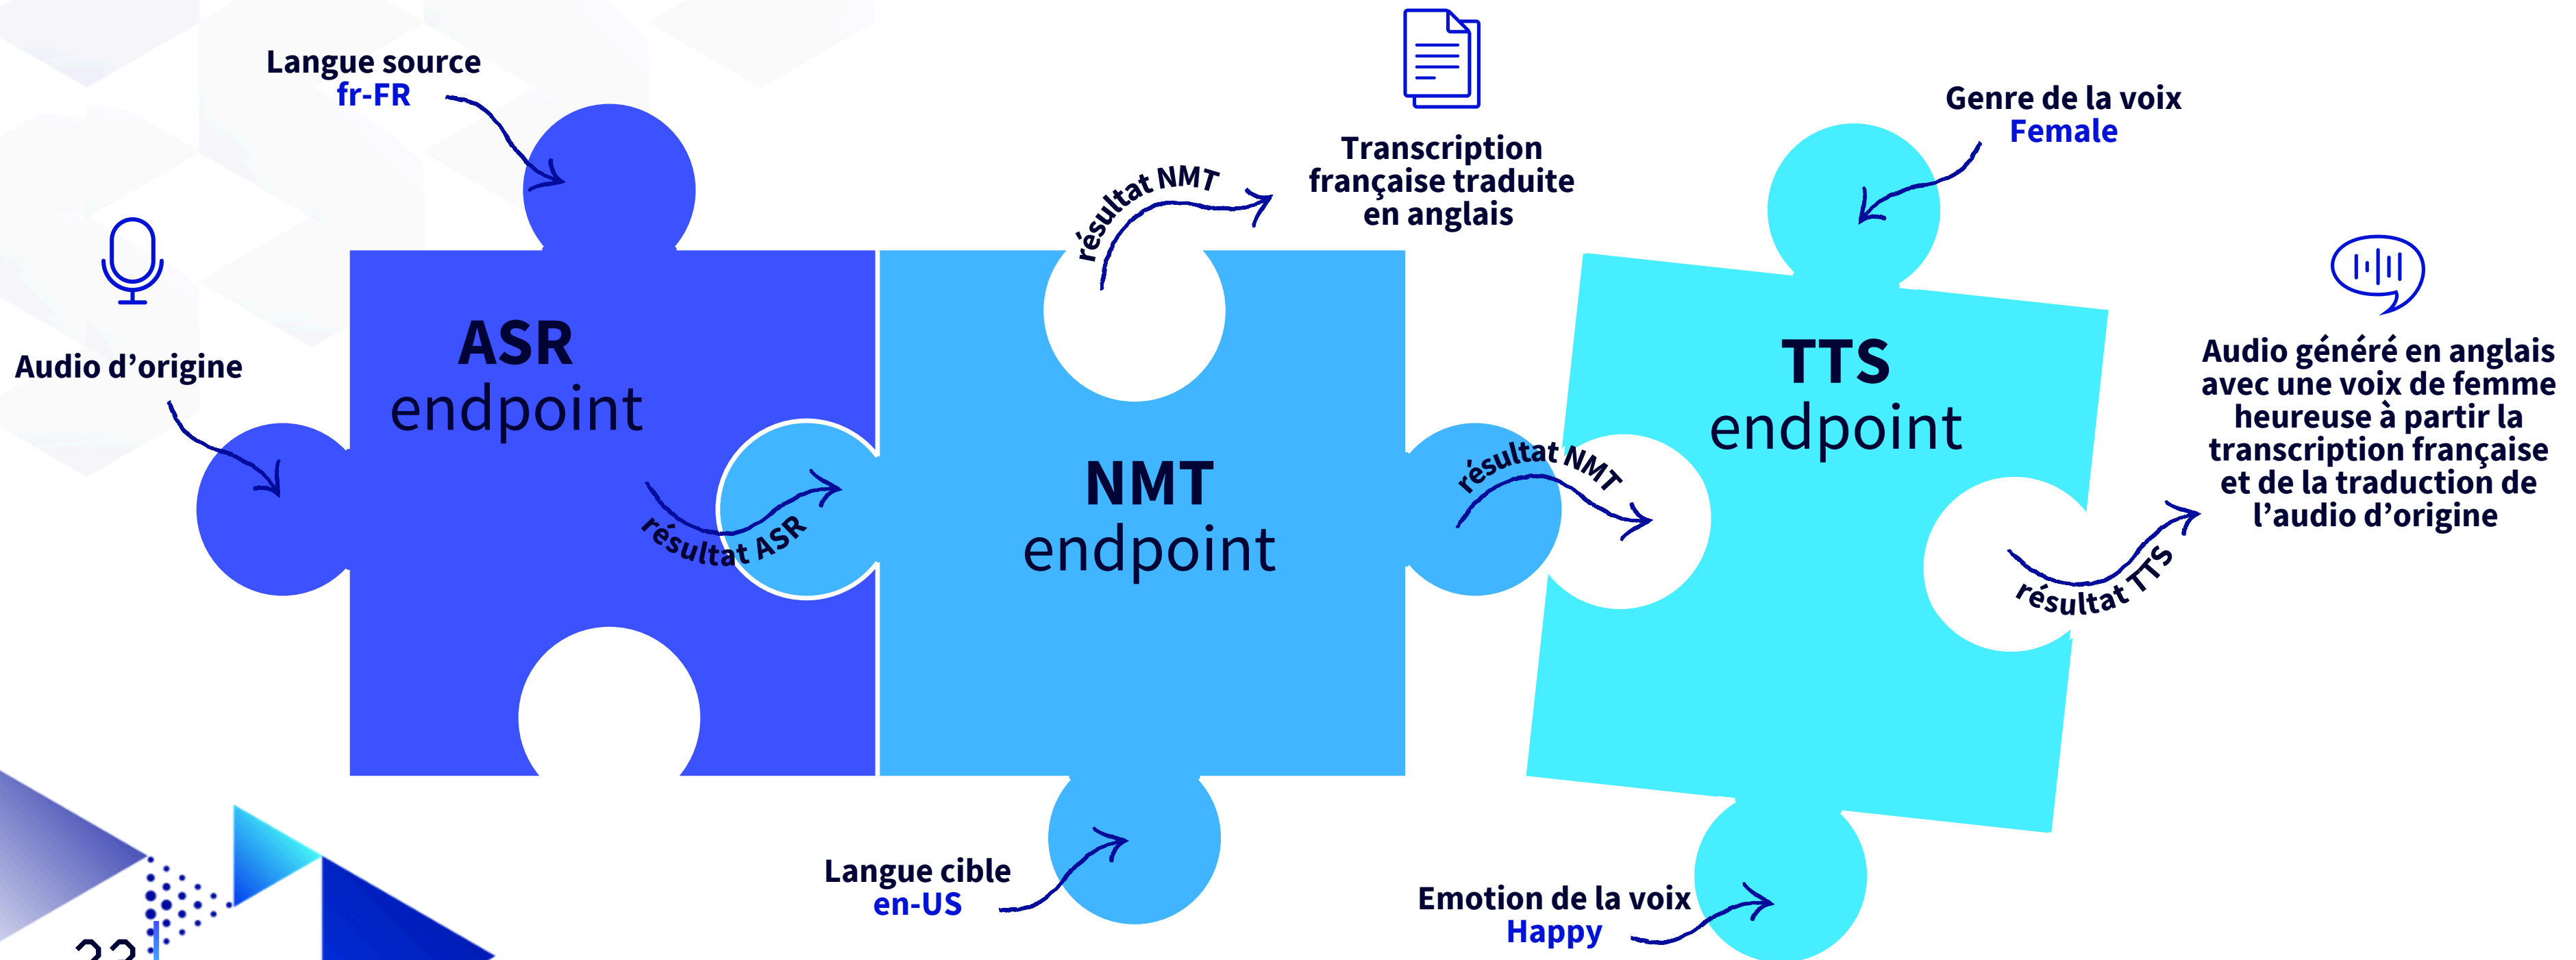 Langue source
fr-FR
Audio d’origine
ASR
endpoint
résultat ASR
résultat NMT
Transcription
française traduite
en anglais
NMT
endpoint
Langue cible
en-US
résultat NMT
Genre de la voix
Female
TTS
endpoint
Emotion de la voix
Happy
résultat TTS
Audio généré en anglais
avec une voix de femme
heureuse à partir la
transcription française
et de la traduction de
l’audio d’origine